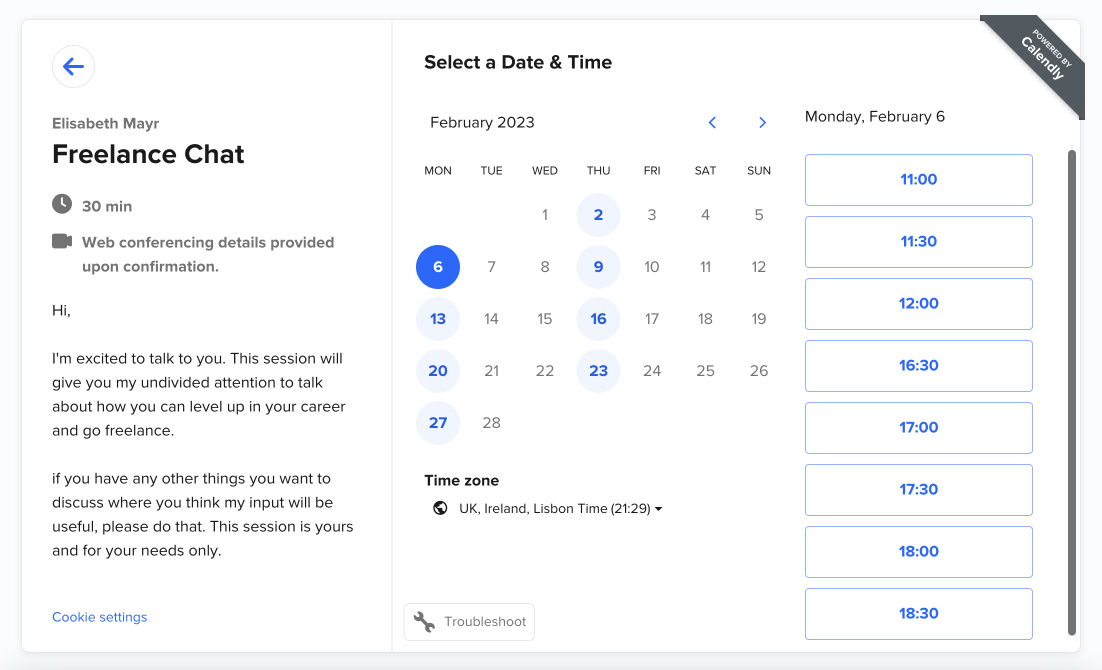 POWERED BY
Calendly
Elisabeth Mayr
Freelance Chat
30 min
Web conferencing details provided
upon confirmation.
Hi,
I'm excited to talk to you. This session will
give you my undivided attention to talk
about how you can level up in your career
and go freelance.
if you have any other things you want to
discuss where you think my input will be
useful, please do that. This session is yours
and for your needs only.
Cookie settings
Select a Date & Time
February 2023
MON TUE WED THU FRI SAT SUN
1 2 3 4 5
6 7 8 9 10 11 12
13 14 15 16 17 18 19
20 21 22 23 24 25 26
27 28
Time zone
UK, Ireland, Lisbon Time (21:29)
Troubleshoot
Monday, February 6
11:00
11:30
12:00
16:30
17:00
17:30
18:00
18:30